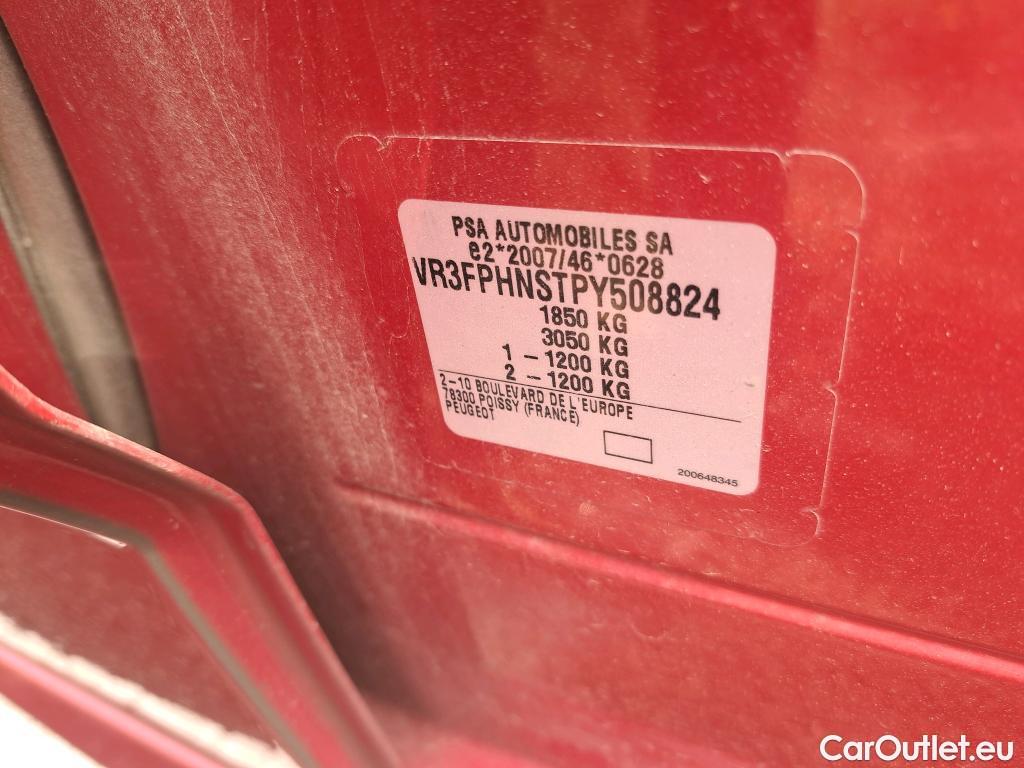 PSA AUTOMOBILES SA
e2*2007/46*0628
VR3FPHNSTPY508824
1850 KG
3050 KG
1 - 1200 KG
2 - 1200 KG
2-10 BOULEVARD DE L'EUROPE
78300 POISSY (FRANCE)
PEUGEOT
200648345
CarOutlet.eu